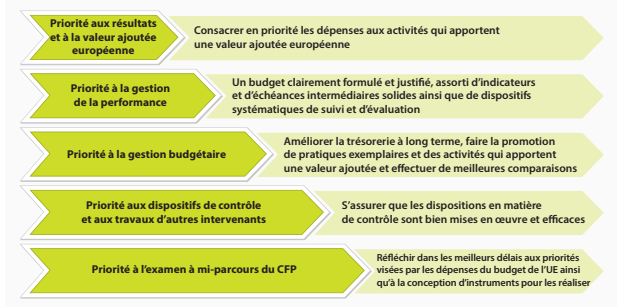 Priorité aux résultats
et à la valeur ajoutée
européenne
Consacrer en priorité les dépenses aux activités qui apportent
une valeur ajoutée européenne
Priorité à la gestion
de la performance
Un budget clairement formulé et justifié, assorti d'indicateurs
et d'échéances intermédiaires solides ainsi que de dispositifs
systématiques de suivi et d'évaluation
Priorité à la gestion budgétaire
Améliorer la trésorerie à long terme, faire la promotion
de pratiques exemplaires et des activités qui apportent
une valeur ajoutée et effectuer de meilleures comparaisons
Priorité aux dispositifs de contrôle
et aux travaux d'autres intervenants
S'assurer que les dispositions en matière
de contrôle sont bien mises en œuvre et efficaces
Priorité à l'examen à mi-parcours du CFP
Réfléchir dans les meilleurs délais aux priorités
visées par les dépenses du budget de l'UE ainsi
qu'à la conception d'instruments pour les réaliser